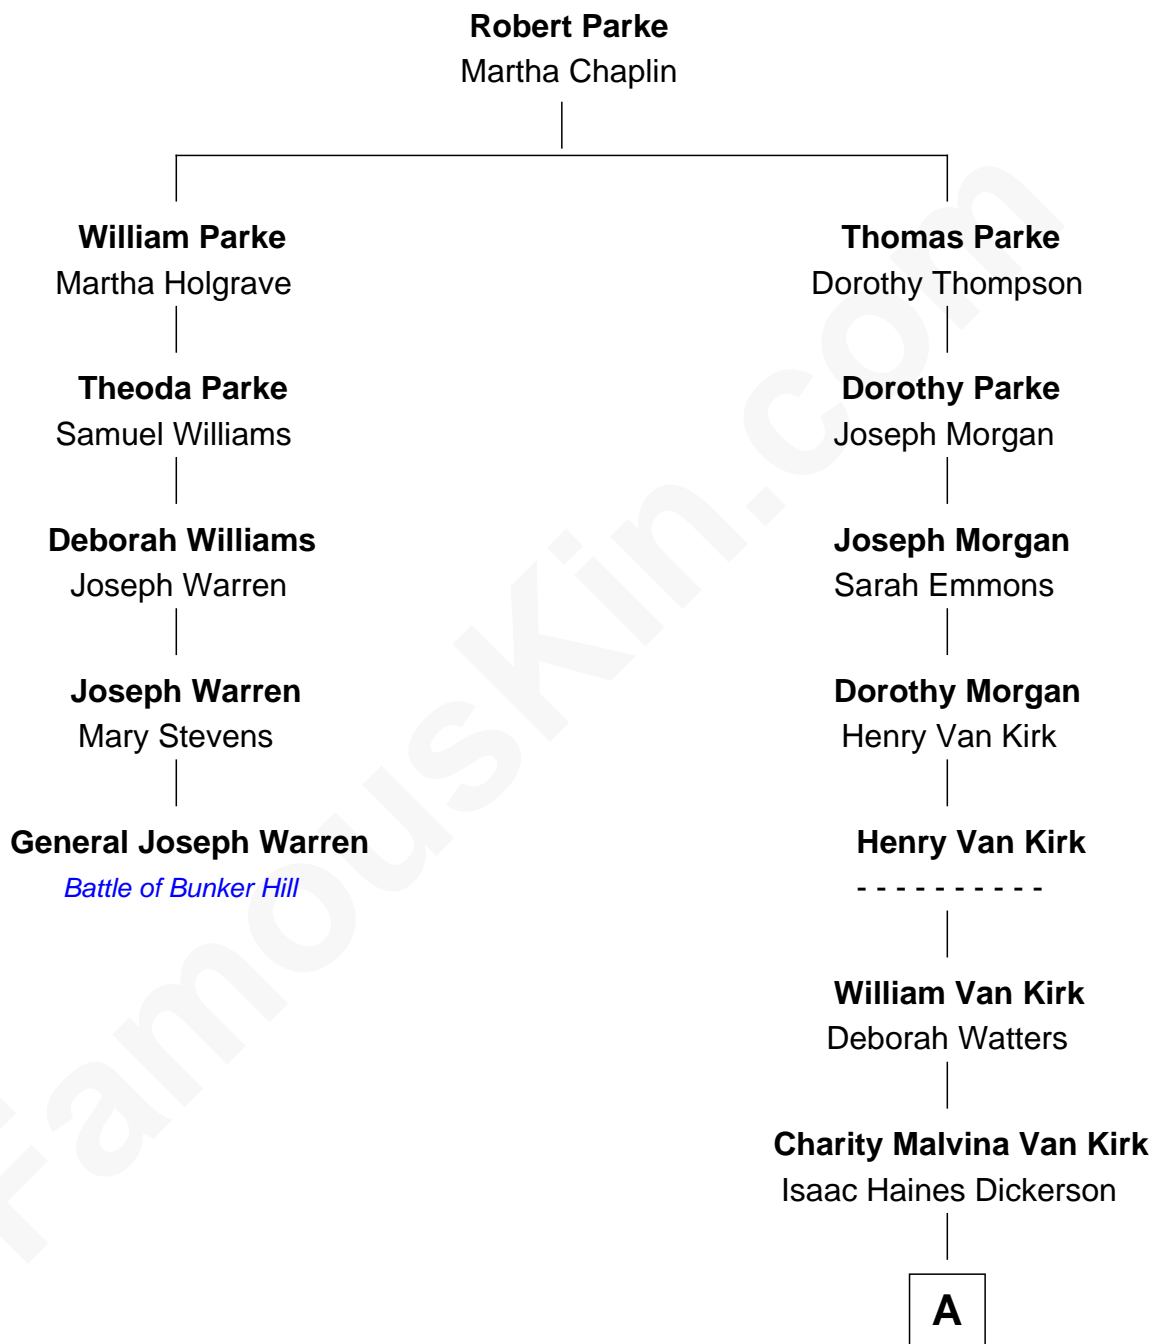 Robert Parke
Martha Chaplin
William Parke
Martha Holgrave
Thomas Parke
Dorothy Thompson
Theoda Parke
Samuel Williams
Dorothy Parke
Joseph Morgan
Deborah Williams
Joseph Warren
Joseph Morgan
Sarah Emmons
Joseph Warren
Mary Stevens
Dorothy Morgan
Henry Van Kirk
General Joseph Warren
Battle of Bunker Hill
Henry Van Kirk
- - - - - - - - - -
William Van Kirk
Deborah Watters
Charity Malvina Van Kirk
Isaac Haines Dickerson
A
FamousKin.com